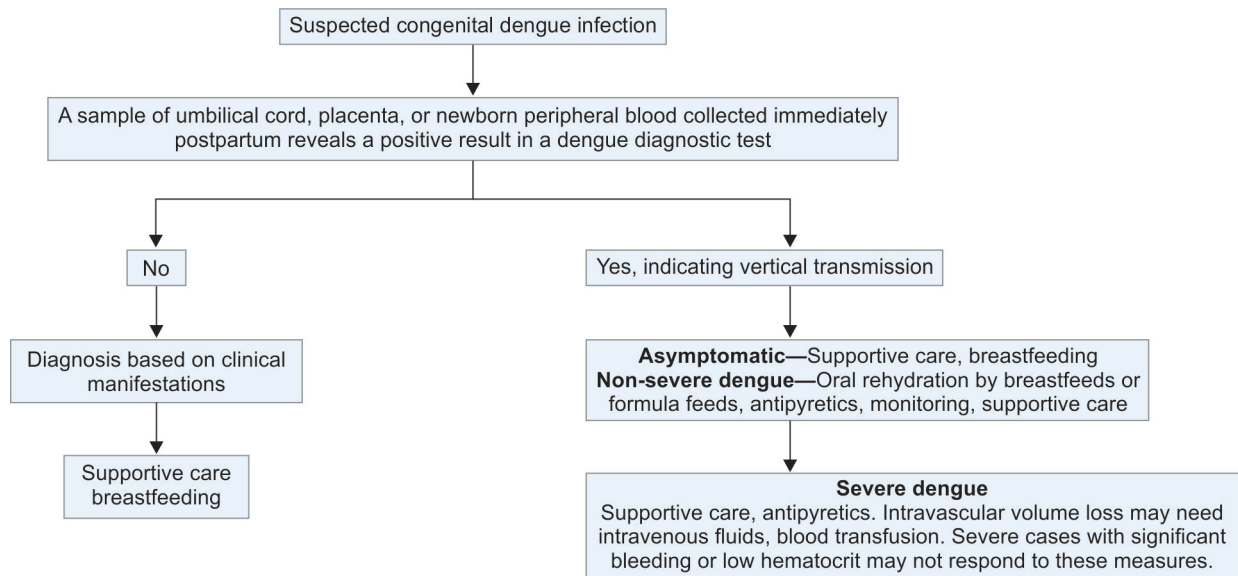 Suspected congenital dengue infection
A sample of umbilical cord, placenta, or newborn peripheral blood collected immediately
postpartum reveals a positive result in a dengue diagnostic test
No
Diagnosis based on clinical
manifestations
Supportive care
breastfeeding
Yes, indicating vertical transmission
Asymptomatic—Supportive care, breastfeeding
Non-severe dengue—Oral rehydration by breastfeeds or
formula feeds, antipyretics, monitoring, supportive care
Severe dengue
Supportive care, antipyretics. Intravascular volume loss may need
intravenous fluids, blood transfusion. Severe cases with significant
bleeding or low hematocrit may not respond to these measures.